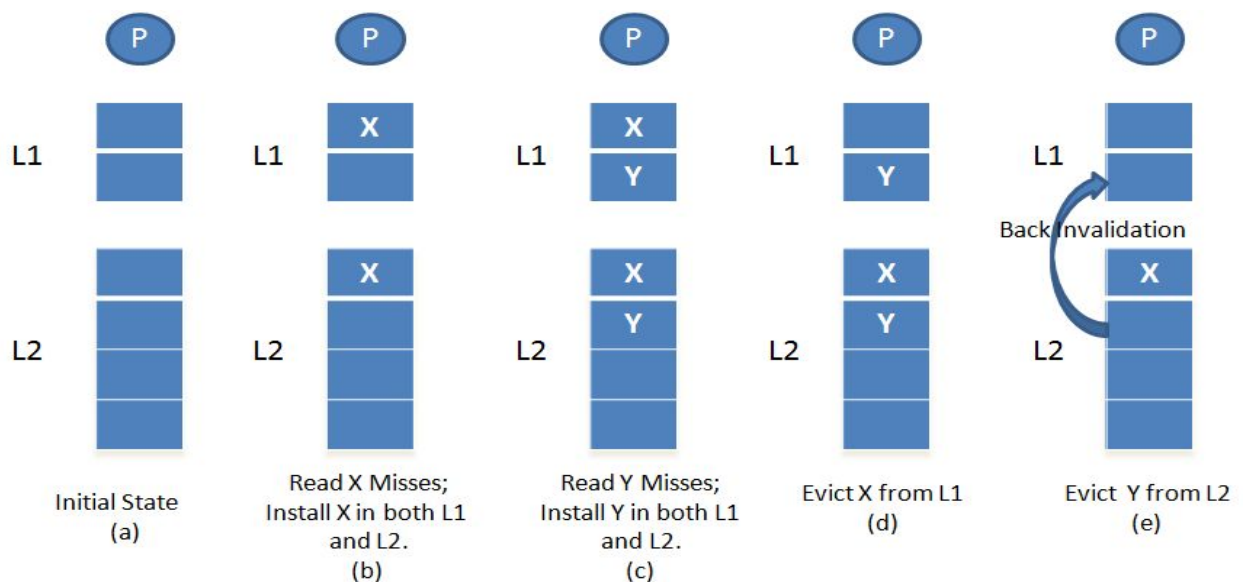 P
P
P
P
P
L1
X
L1
X
Y
L1
Y
L1
L1
Back Invalidation
L2
X
L2
X
Y
L2
X
Y
L2
X
L2
Initial State
(a)
Read X Misses;
Install X in both L1
and L2.
(b)
Read Y Misses;
Install Y in both L1
and L2.
(c)
Evict X from L1
(d)
Evict Y from L2
(e)